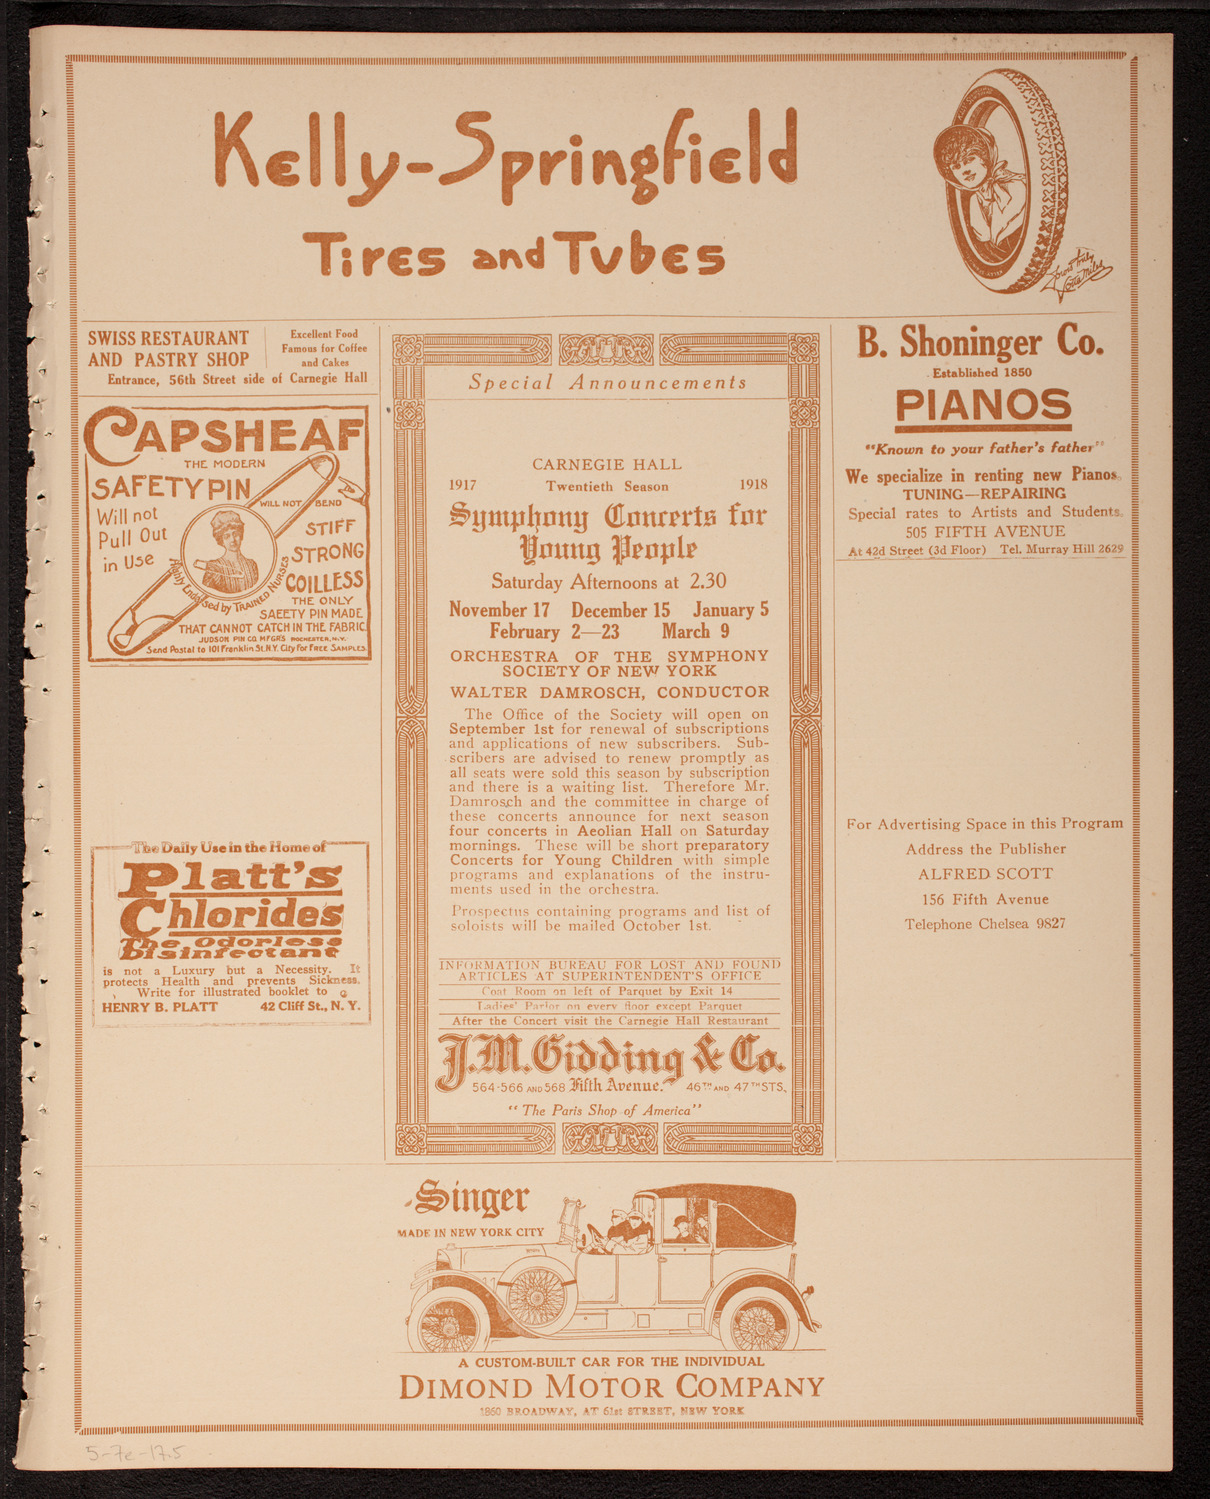 Kelly-Springfield
Tires and Tubes
Yours truly
Lotta Miles
SWISS RESTAURANT
AND PASTRY SHOP
Excellent Food
Famous for Coffee
and Cakes
Entrance, 56th Street side of Carnegie Hall
CAPSHEAF
THE MODERN
SAFETY PIN
WILL NOT BEND
Will not
Pull Out
in Use
STIFF
STRONG
COILLESS
Highly Endorsed by TRAINED NURSES
THE ONLY
SAFETY PIN MADE
THAT CANNOT CATCH IN THE FABRIC
JUDSON PIN CO. MFGR'S ROCHESTER, N.Y.
Send Postal to 101 Franklin St. N.Y. City For FREE SAMPLES
The Daily Use in the Home of
Platt's
Chlorides
The Odorless
Disinfectant
is not a Luxury but a Necessity. It
protects Health and prevents Sickness.
Write for illustrated booklet to
HENRY B. PLATT 42 Cliff St., N. Y.
Special Announcements
CARNEGIE HALL
1917 Twentieth Season 1918
Symphony Concerts for
Young People
Saturday Afternoons at 2.30
November 17 December 15 January 5
February 2—23 March 9
ORCHESTRA OF THE SYMPHONY
SOCIETY OF NEW YORK
WALTER DAMROSCH, CONDUCTOR
The Office of the Society will open on
September 1st for renewal of subscriptions
and applications of new subscribers. Sub-
scribers are advised to renew promptly as
all seats were sold this season by subscription
and there is a waiting list. Therefore Mr.
Damrosch and the committee in charge of
these concerts announce for next season
four concerts in Aeolian Hall on Saturday
mornings. These will be short preparatory
Concerts for Young Children with simple
programs and explanations of the instru-
ments used in the orchestra.
Prospectus containing programs and list of
soloists will be mailed October 1st.
INFORMATION BUREAU FOR LOST AND FOUND
ARTICLES AT SUPERINTENDENT'S OFFICE
Coat Room on left of Parquet by Exit 14
Ladies' Parlor on every floor except Parquet
After the Concert visit the Carnegie Hall Restaurant
J. M. Gidding & Co.
564-566 AND 568 Fifth Avenue. 46TH AND 47TH STS.
"The Paris Shop of America"
B. Shoninger Co.
Established 1850
PIANOS
"Known to your father's father"
We specialize in renting new Pianos.
TUNING—REPAIRING
Special rates to Artists and Students.
505 FIFTH AVENUE
At 42d Street (3d Floor) Tel. Murray Hill 2629
For Advertising Space in this Program
Address the Publisher
ALFRED SCOTT
156 Fifth Avenue
Telephone Chelsea 9827
Singer
MADE IN NEW YORK CITY
A CUSTOM-BUILT CAR FOR THE INDIVIDUAL
DIMOND MOTOR COMPANY
1860 BROADWAY, AT 61st STREET, NEW YORK
5-7e-17.5